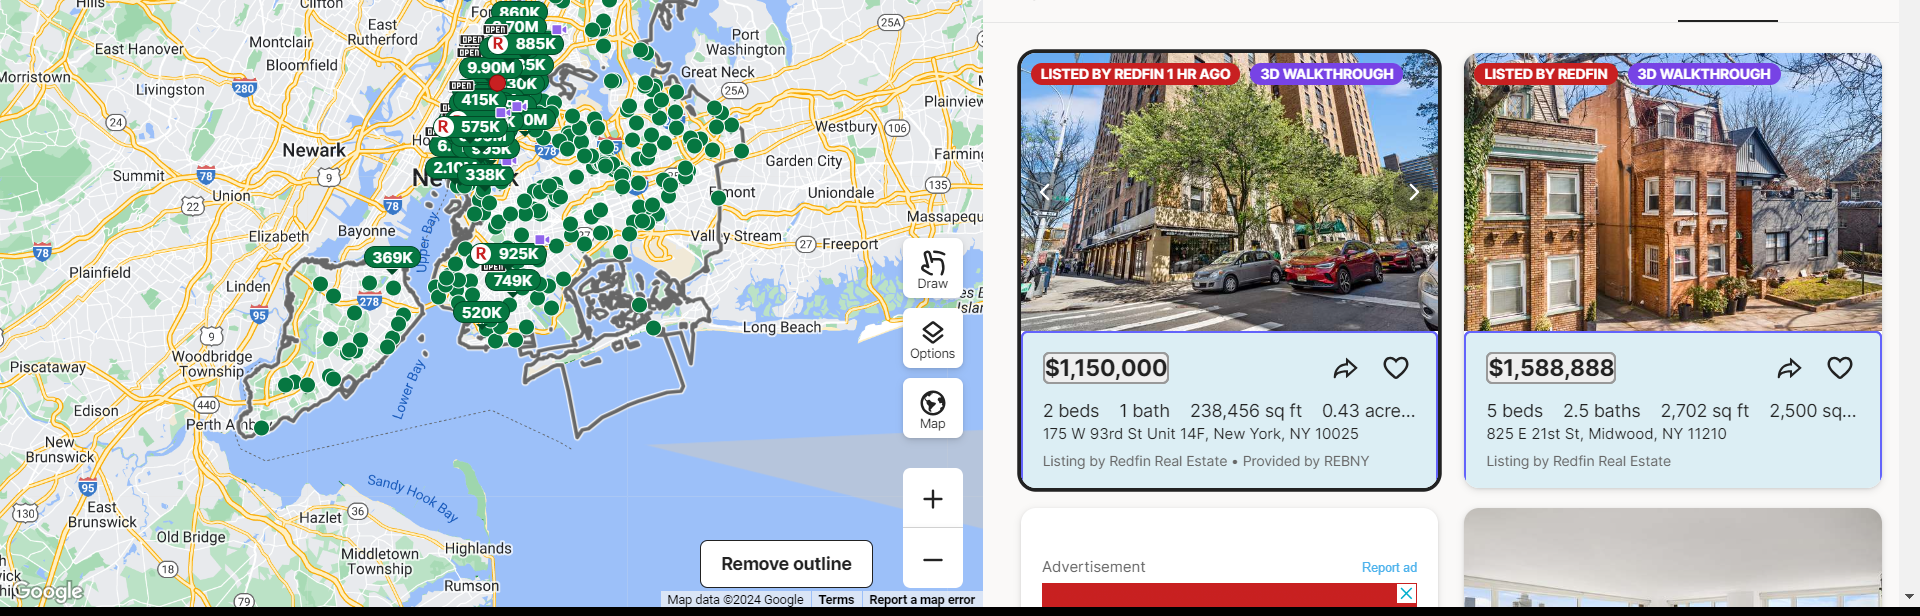 Hills
Clifton
East Hanover
Montclair
East
Rutherford
Bloomfield
Morristown
Livingston
280
24
Newark
9
Summit
78
Union
22
Elizabeth
78
Bayonne
Upper Bay
78
Plainfield
Linden
95
278
9
Woodbridge
Township
Piscataway
440
Edison
Perth Amboy
New
Brunswick
95
130
East
Brunswick
Old Bridge
18
79
Lower Bay
Sandy Hook Bay
Hazlet
36
Middletown
Township
Highlands
Rumson
860K
OPEN
OPEN
R 885K
OPEN
9.90M
OPEN
415K
R 575K
2.10M
338K
278
369K
R 925K
OPEN
749K
520K
Port
Washington
25A
Great Neck
25A
Plainview
Westbury
106
Garden City
Farming
135
Uniondale
Massapequ
Valley Stream
27
Freeport
Long Beach
Draw
Options
Map
+
−
Remove outline
Google
Map data ©2024 Google
Terms
Report a map error
LISTED BY REDFIN 1 HR AGO
3D WALKTHROUGH
$1,150,000
2 beds 1 bath 238,456 sq ft 0.43 acre...
175 W 93rd St Unit 14F, New York, NY 10025
Listing by Redfin Real Estate • Provided by REBNY
LISTED BY REDFIN
3D WALKTHROUGH
$1,588,888
5 beds 2.5 baths 2,702 sq ft 2,500 sq...
825 E 21st St, Midwood, NY 11210
Listing by Redfin Real Estate
Advertisement
Report ad